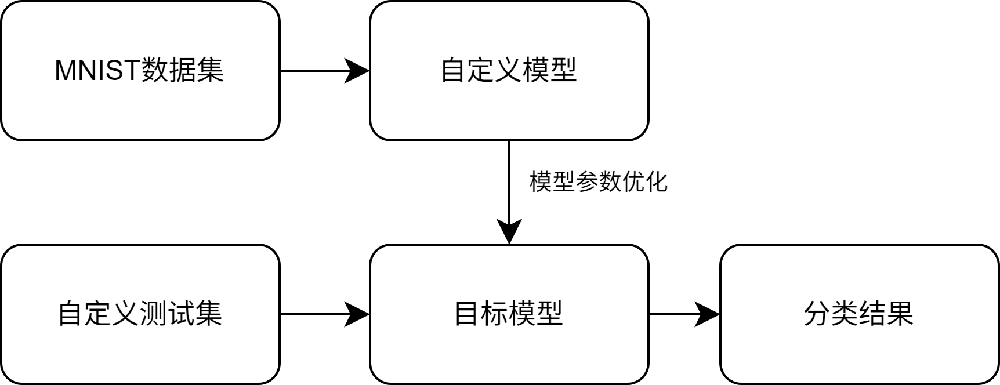 MNIST数据集
自定义模型
模型参数优化
自定义测试集
目标模型
分类结果